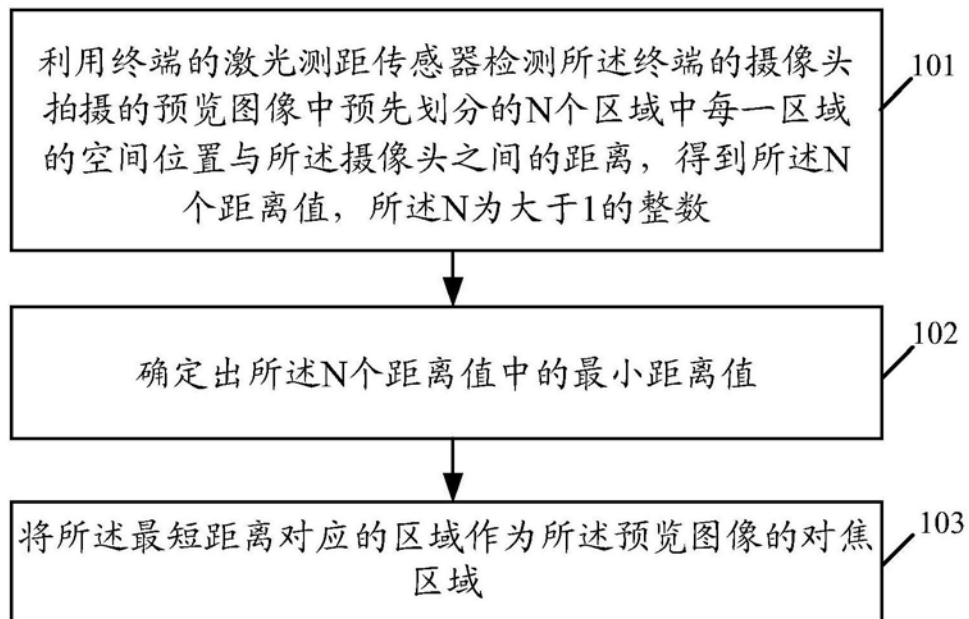 利用终端的激光测距传感器检测所述终端的摄像头
拍摄的预览图像中预先划分的N个区域中每一区域
的空间位置与所述摄像头之间的距离，得到所述N
个距离值，所述N为大于1的整数
101
确定出所述N个距离值中的最小距离值
102
将所述最短距离对应的区域作为所述预览图像的对焦
区域
103